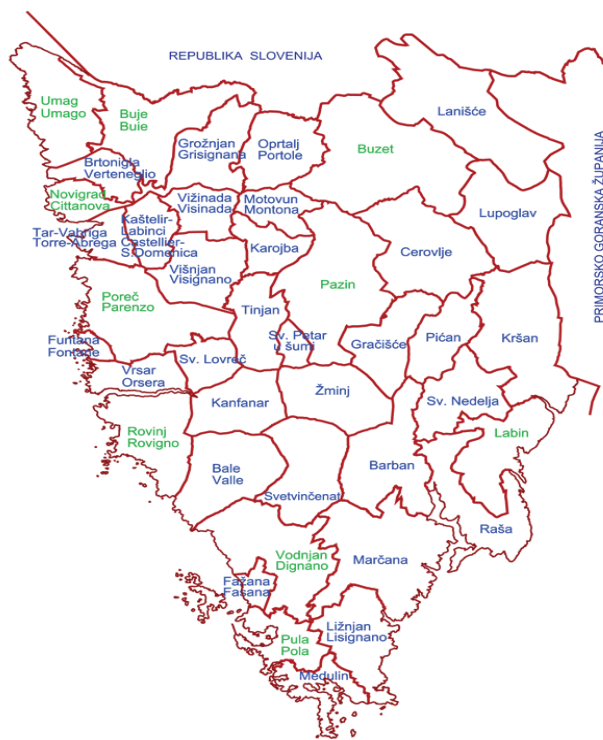 REPUBLIKA SLOVENIJA
PRIMORSKO GORANSKA ŽUPANIJA
Umag
Umago
Buje
Buie
Lanišće
Grožnjan
Grisignana
Oprtalj
Portole
Buzet
Brtonigla
Verteneglio
Novigrad
Cittanova
Vižinada
Visinada
Motovun
Montona
Lupoglav
Tar-Vabriga
Torre-Abrega
Kaštelir-
Labinci
Castellier-
S.Domenica
Karojba
Cerovlje
Višnjan
Visignano
Poreč
Parenzo
Pazin
Tinjan
Sv. Petar
u šumi
Gračišće
Pićan
Kršan
Funtana
Fontane
Vrsar
Orsera
Sv. Lovreč
Kanfanar
Žminj
Sv. Nedelja
Rovinj
Rovigno
Labin
Bale
Valle
Svetvinčenat
Barban
Raša
Vodnjan
Dignano
Marčana
Fažana
Fasana
Ližnjan
Lisignano
Pula
Pola
Medulin